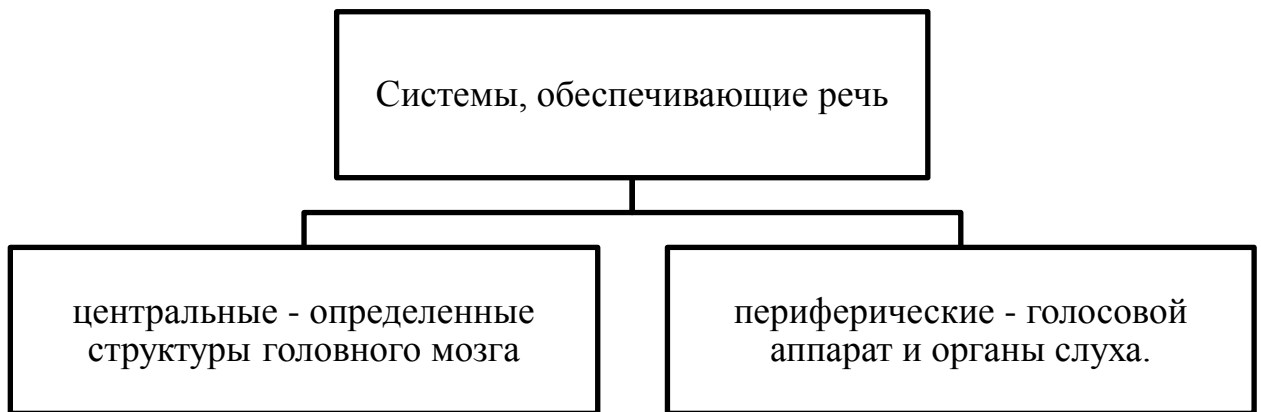 Системы, обеспечивающие речь
центральные - определенные
структуры головного мозга
периферические - голосовой
аппарат и органы слуха.